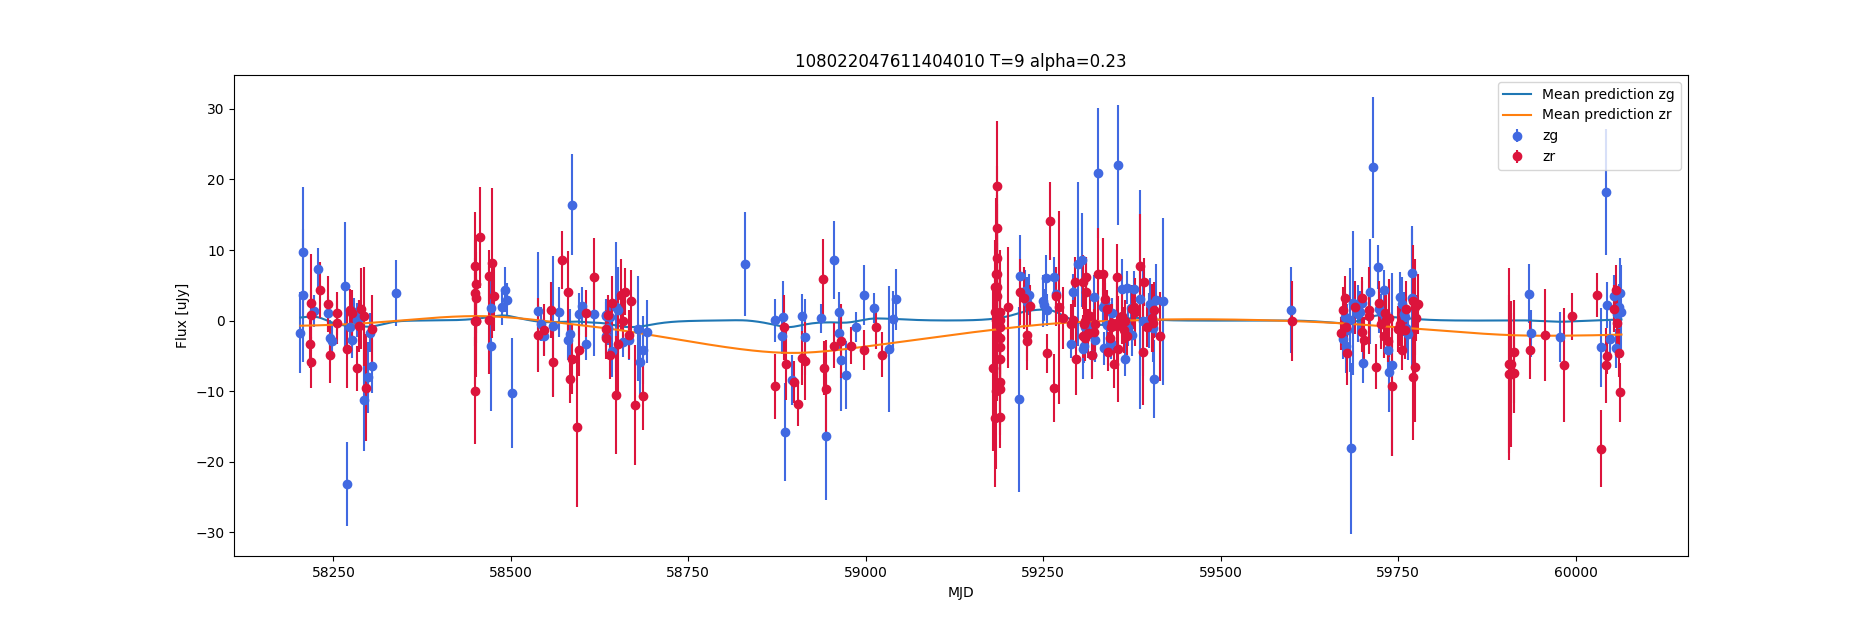 108022047611404010 T=9 alpha=0.23
Mean prediction zg
Mean prediction zr
zg
zr
Flux [uJy]
30
20
10
0
−10
−20
−30
58250 58500 58750 59000 59250 59500 59750 60000
MJD